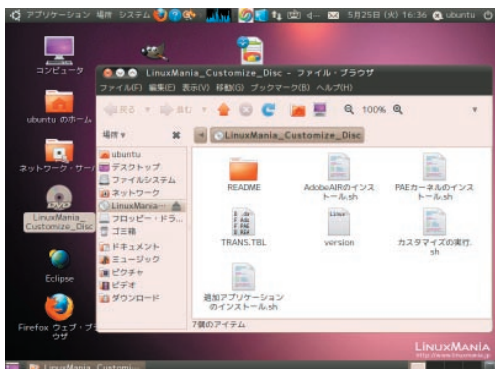 アプリケーション 場所 システム
5月25日 (火) 16:36 ubuntu
コンピュータ
ubuntu のホーム
ネットワーク・サー
DVD
LinuxMania_
Customize_Disc
Eclipse
Firefox ウェブ・ブラ
ウザ
LinuxMania_Customize_Disc - ファイル・ブラウザ
ファイル(F) 編集(E) 表示(V) 移動(G) ブックマーク(B) ヘルプ(H)
戻る 進む 100%
場所 LinuxMania_Customize_Disc
ubuntu
デスクトップ
ファイルシステム
ネットワーク
LinuxMania···
フロッピー・ドラ...
ゴミ箱
ドキュメント
ミュージック
ピクチャ
ビデオ
ダウンロード
README
AdobeAIRのインス
トール.sh
PAEカーネルのインス
トール.sh
TRANS.TBL
Linux
version
カスタマイズの実行.
sh
追加アプリケーション
のインストール.sh
7個のアイテム
LINUXMANIA
http://www.linuxmania.jp
LinuxMania_Customi...